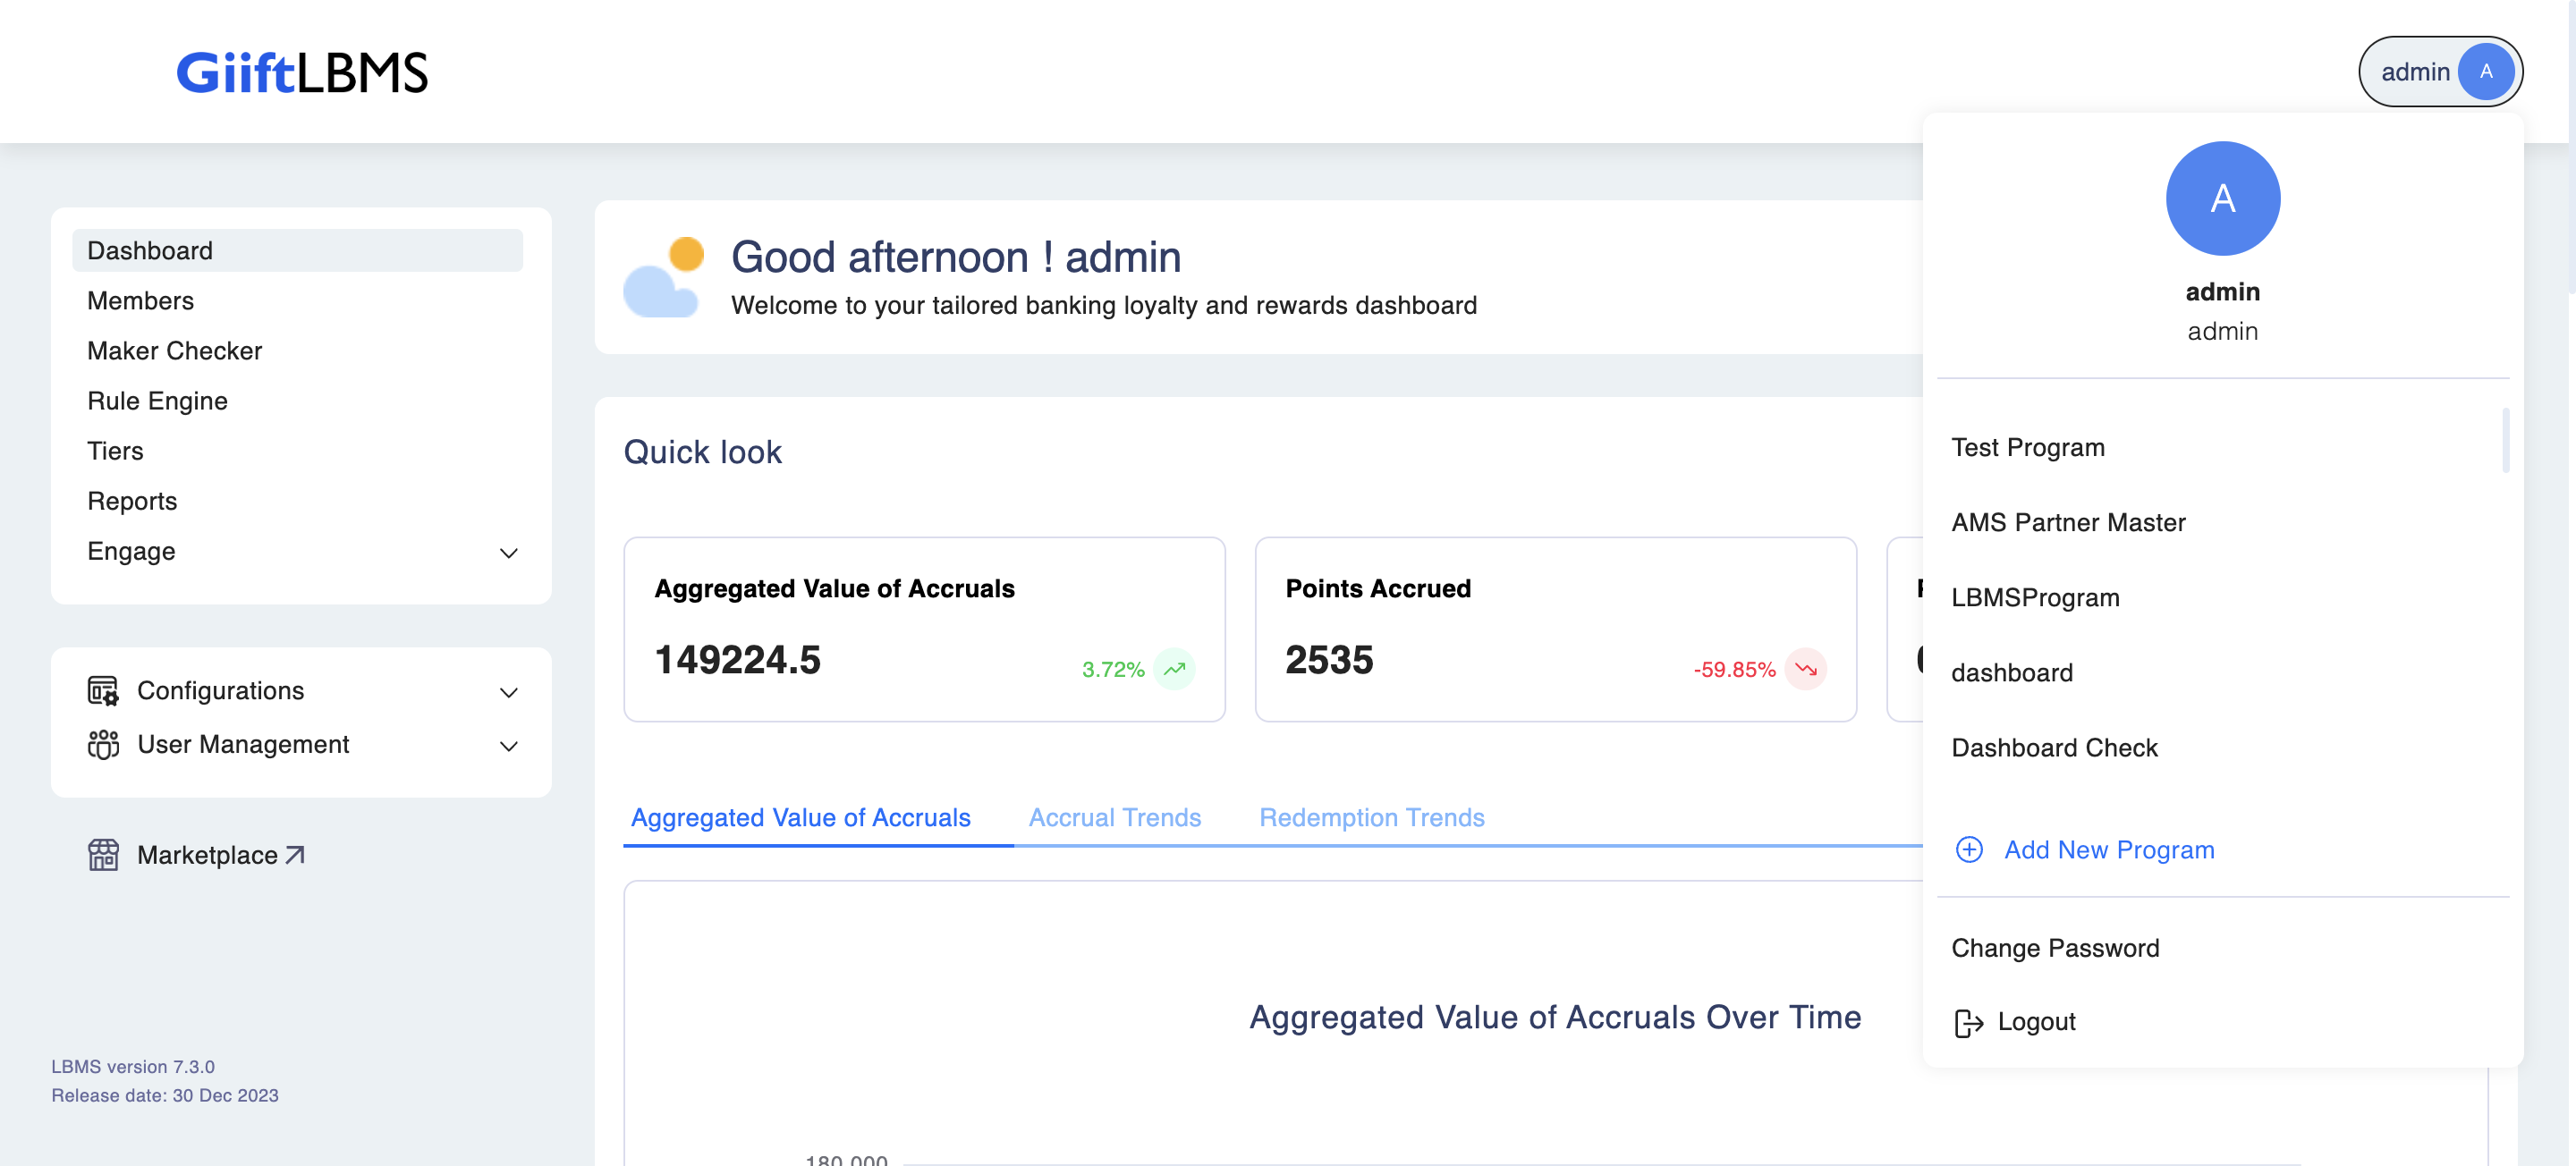 GiiftLBMS
admin
A
A
admin
admin
Test Program
AMS Partner Master
LBMSProgram
dashboard
Dashboard Check
Add New Program
Change Password
Logout
Dashboard
Members
Maker Checker
Rule Engine
Tiers
Reports
Engage
Configurations
User Management
Marketplace
LBMS version 7.3.0
Release date: 30 Dec 2023
Good afternoon ! admin
Welcome to your tailored banking loyalty and rewards dashboard
Quick look
Aggregated Value of Accruals
149224.5
3.72%
Points Accrued
2535
-59.85%
Aggregated Value of Accruals
Accrual Trends
Redemption Trends
Aggregated Value of Accruals Over Time
180,000